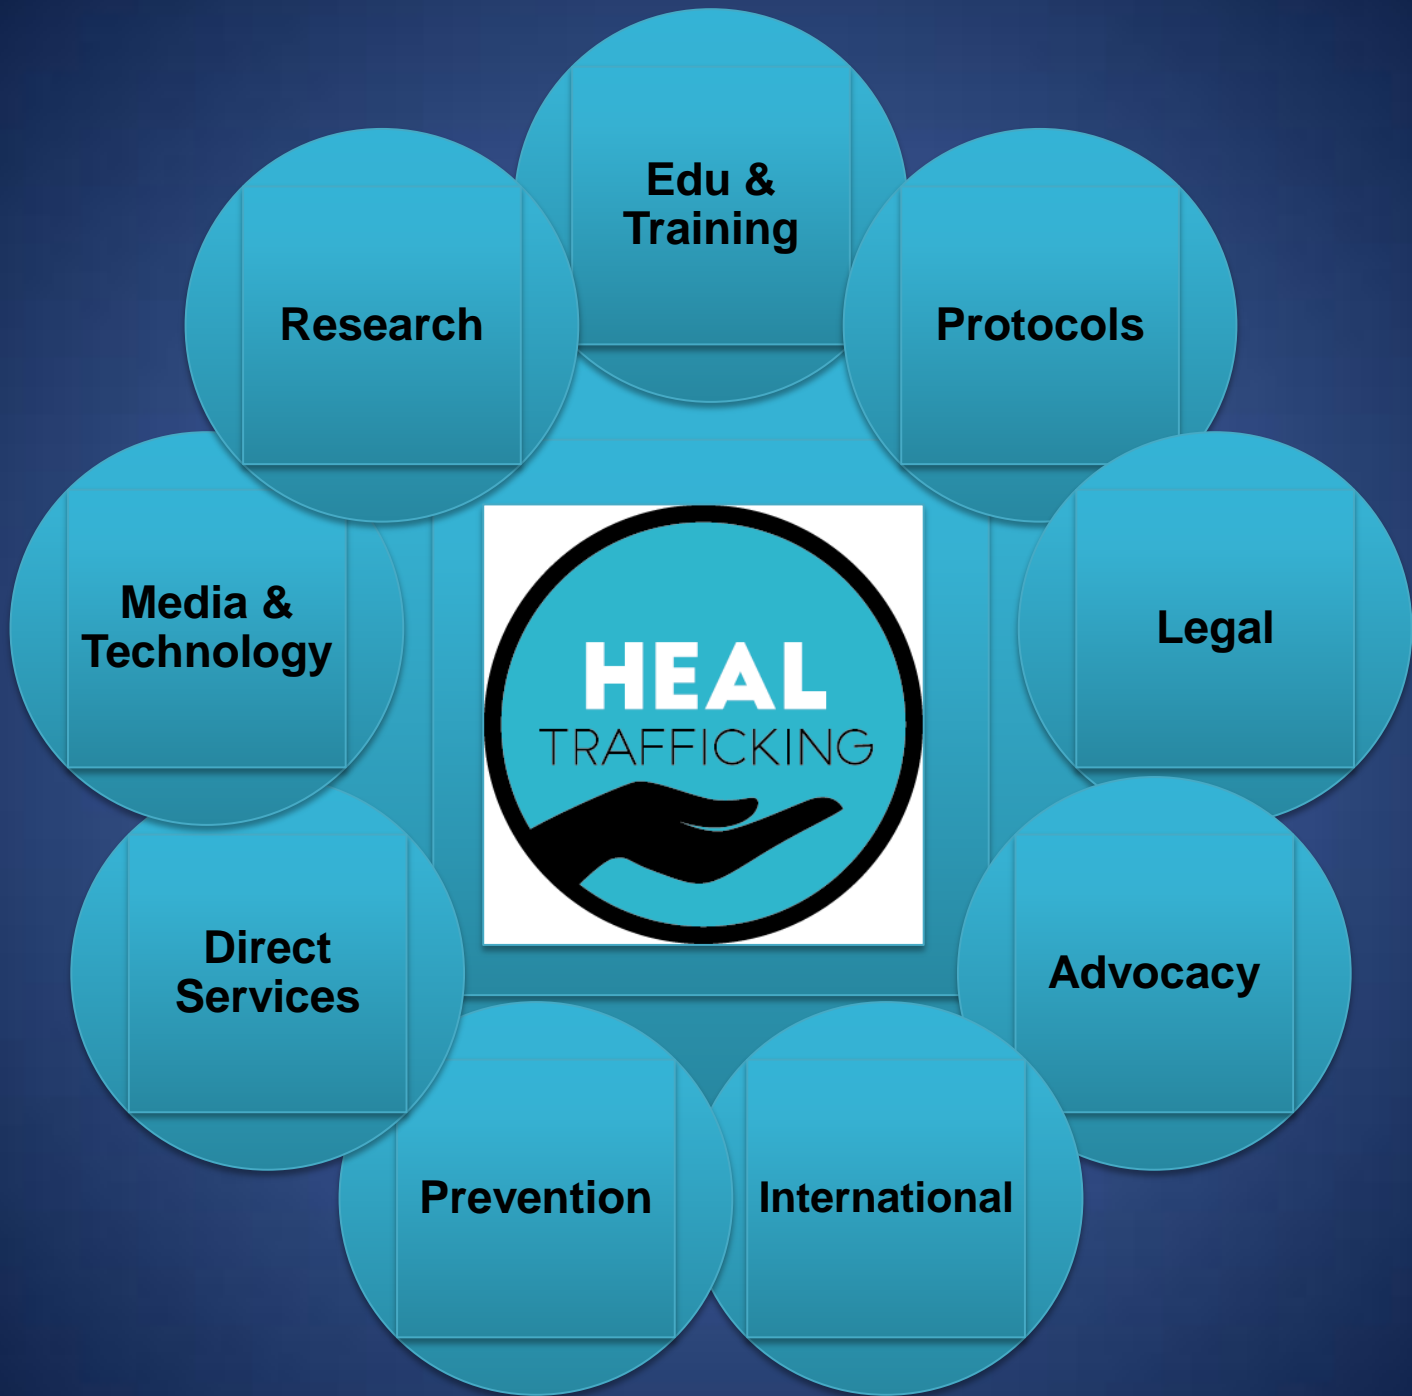 Edu &
Training
Protocols
Legal
Advocacy
International
Prevention
Direct
Services
Media &
Technology
Research
HEAL
TRAFFICKING